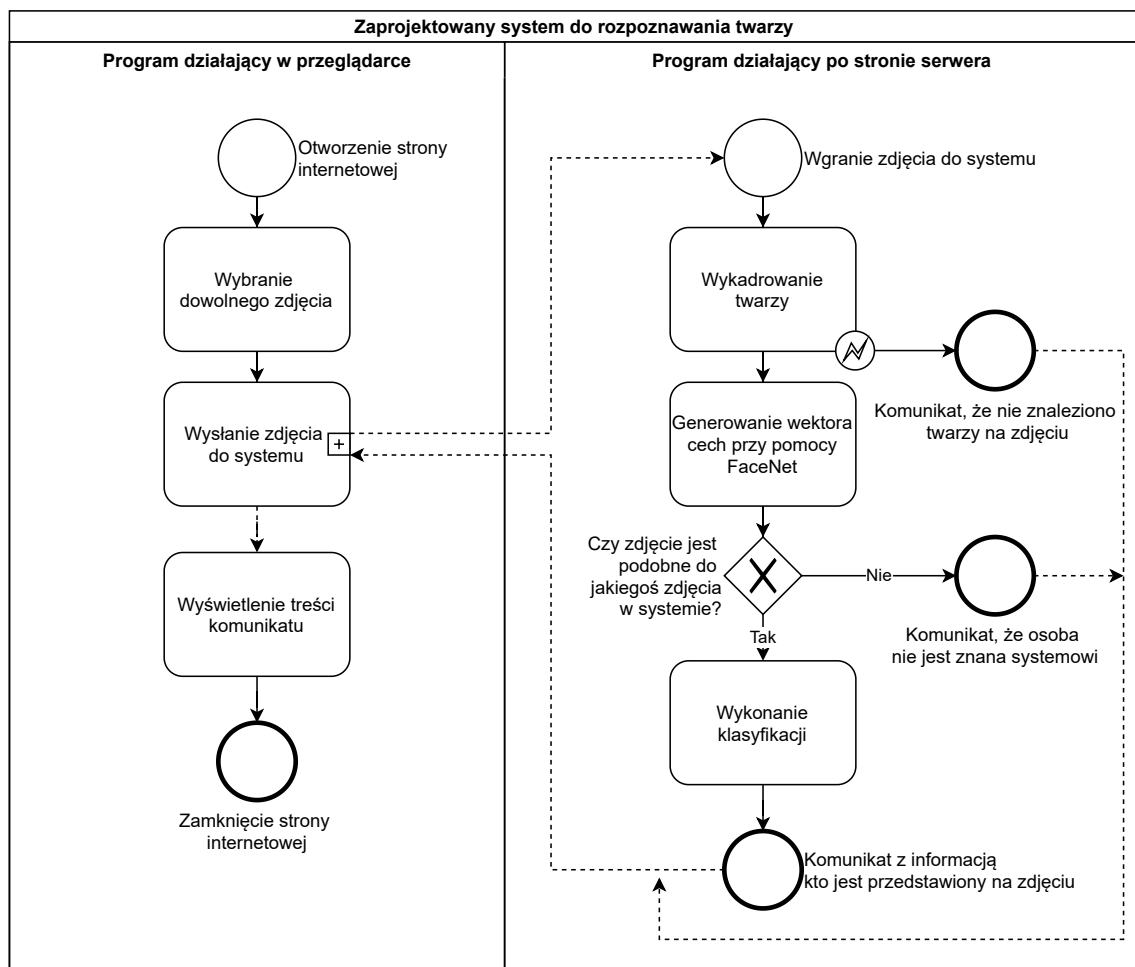 Zaprojektowany system do rozpoznawania twarzy
Program działający w przeglądarce
Otworzenie strony
internetowej
Wybranie
dowolnego zdjęcia
Wysłanie zdjęcia
do systemu
+
Wyświetlenie treści
komunikatu
Zamknięcie strony
internetowej
Program działający po stronie serwera
Wgranie zdjęcia do systemu
Wykadrowanie
twarzy
Komunikat, że nie znaleziono
twarzy na zdjęciu
Generowanie wektora
cech przy pomocy
FaceNet
Czy zdjęcie jest
podobne do
jakiegoś zdjęcia
w systemie?
Nie
Komunikat, że osoba
nie jest znana systemowi
Tak
Wykonanie
klasyfikacji
Komunikat z informacją
kto jest przedstawiony na zdjęciu